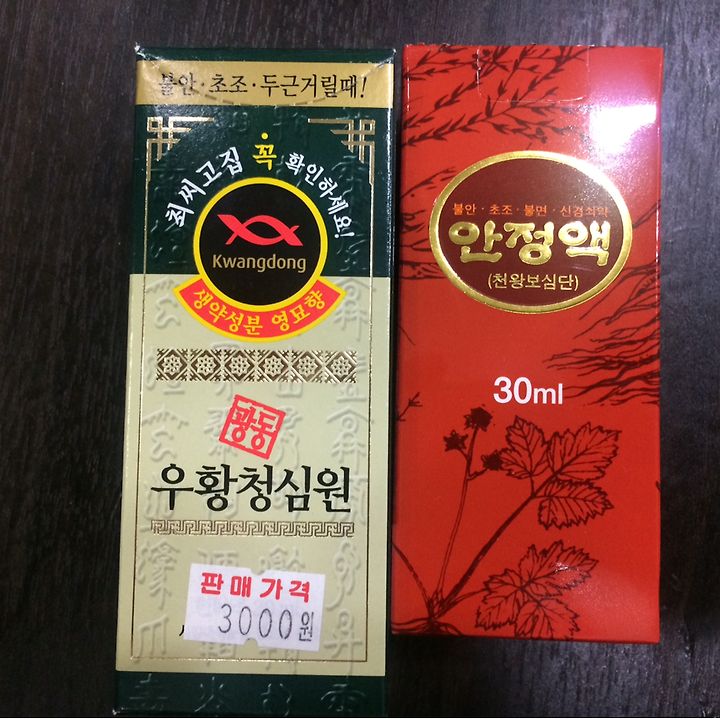 불안·초조·두근거릴때!
최씨고집 꼭 확인하세요!
Kwangdong
생약성분 영묘향
광동
우황청심원
판매가격
3000원
불안·초조·불면·신경쇠약
안정액
(천왕보심단)
30ml